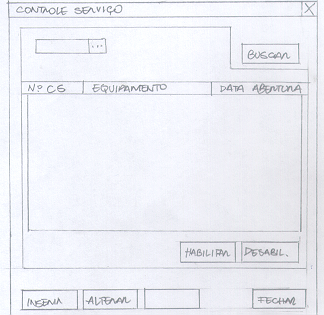 CONTROLE SERVIÇO X
...
BUSCAR
Nº CS EQUIPAMENTO DATA ABERTURA
HABILITAR DESABIL.
INSERIR ALTERAR FECHAR